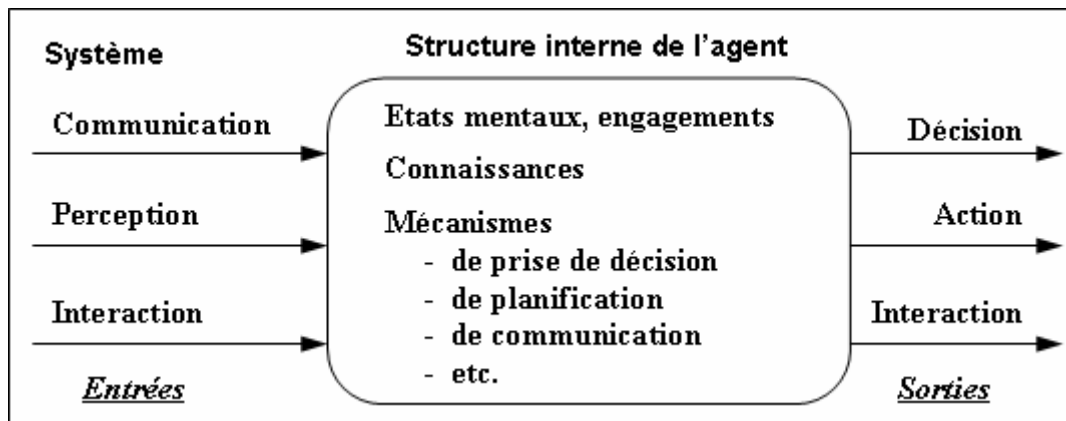 Système
Structure interne de l'agent
Communication
Perception
Interaction
Entrées
Etats mentaux, engagements
Connaissances
Mécanismes
- de prise de décision
- de planification
- de communication
- etc.
Décision
Action
Interaction
Sorties